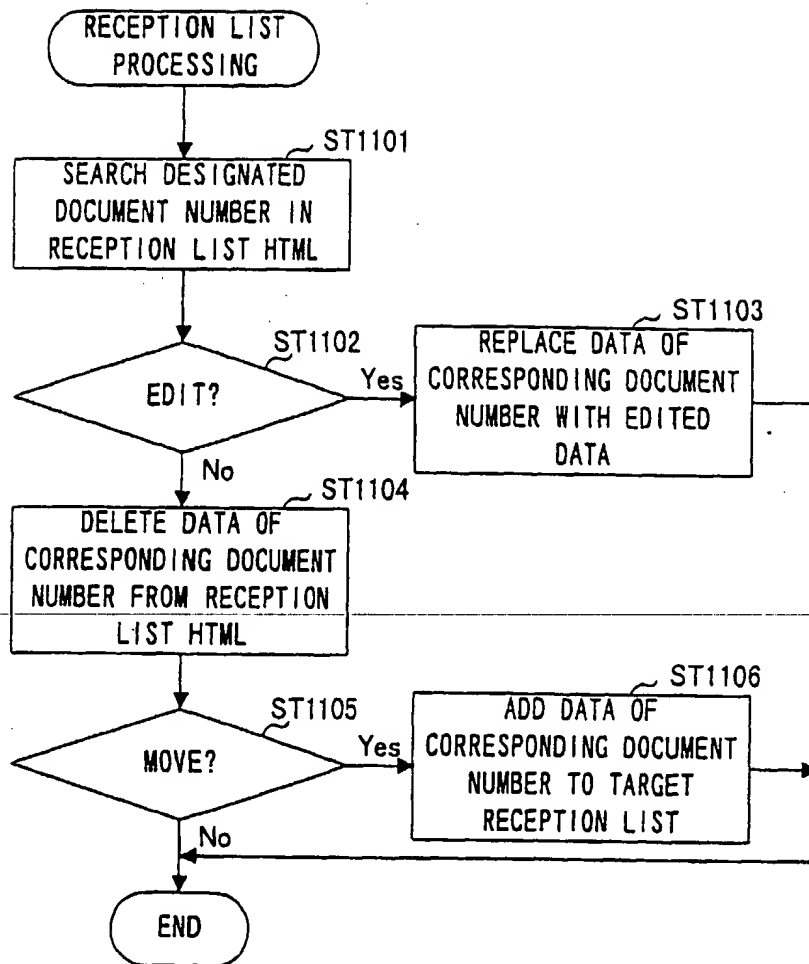 RECEPTION LIST
PROCESSING
ST1101
SEARCH DESIGNATED
DOCUMENT NUMBER IN
RECEPTION LIST HTML
ST1102
EDIT?
Yes
No
ST1103
REPLACE DATA OF
CORRESPONDING DOCUMENT
NUMBER WITH EDITED
DATA
ST1104
DELETE DATA OF
CORRESPONDING DOCUMENT
NUMBER FROM RECEPTION
LIST HTML
ST1105
MOVE?
Yes
No
ST1106
ADD DATA OF
CORRESPONDING DOCUMENT
NUMBER TO TARGET
RECEPTION LIST
END